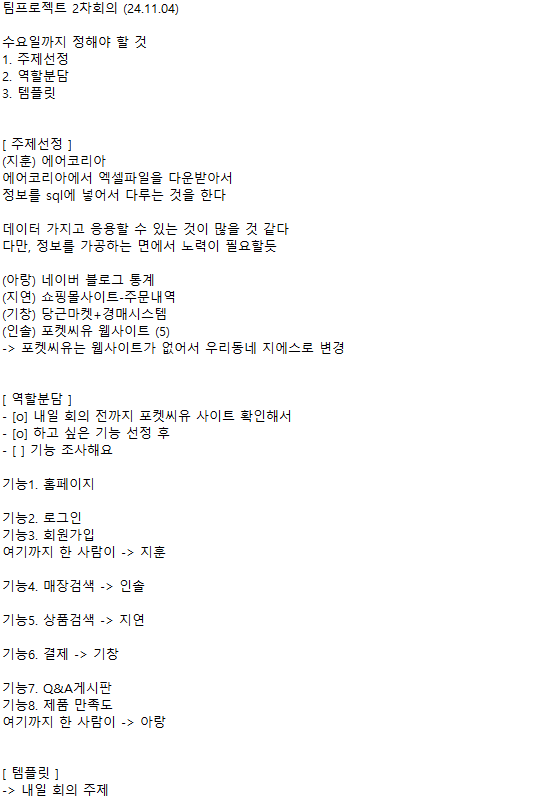 팀프로젝트 2차회의 (24.11.04)
수요일까지 정해야 할 것
1. 주제선정
2. 역할분담
3. 템플릿
[ 주제선정 ]
(지훈) 에어코리아
에어코리아에서 엑셀파일을 다운받아서
정보를 sql에 넣어서 다루는 것을 한다
데이터 가지고 응용할 수 있는 것이 많을 것 같다
다만, 정보를 가공하는 면에서 노력이 필요할듯
(아랑) 네이버 블로그 통계
(지연) 쇼핑몰사이트-주문내역
(기창) 당근마켓+경매시스템
(인솔) 포켓씨유 웹사이트 (5)
-> 포켓씨유는 웹사이트가 없어서 우리동네 지에스로 변경
[ 역할분담 ]
- [o] 내일 회의 전까지 포켓씨유 사이트 확인해서
- [o] 하고 싶은 기능 선정 후
- [ ] 기능 조사해요
기능1. 홈페이지
기능2. 로그인
기능3. 회원가입
여기까지 한 사람이 -> 지훈
기능4. 매장검색 -> 인솔
기능5. 상품검색 -> 지연
기능6. 결제 -> 기창
기능7. Q&A게시판
기능8. 제품 만족도
여기까지 한 사람이 -> 아랑
[ 템플릿 ]
-> 내일 회의 주제